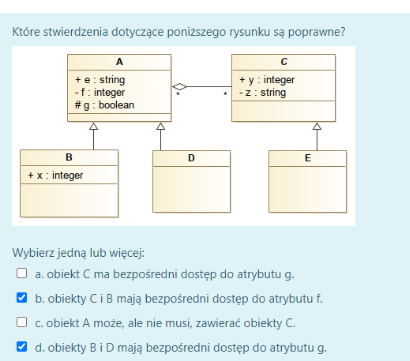 Które stwierdzenia dotyczące poniższego rysunku są poprawne?
A
+ e : string
- f : integer
# g : boolean
C
+ y : integer
- z : string
*
*
B
+ x : integer
D
E
Wybierz jedną lub więcej:
a. obiekt C ma bezpośredni dostęp do atrybutu g.
b. obiekty C i B mają bezpośredni dostęp do atrybutu f.
c. obiekt A może, ale nie musi, zawierać obiekty C.
d. obiekty B i D mają bezpośredni dostęp do atrybutu g.